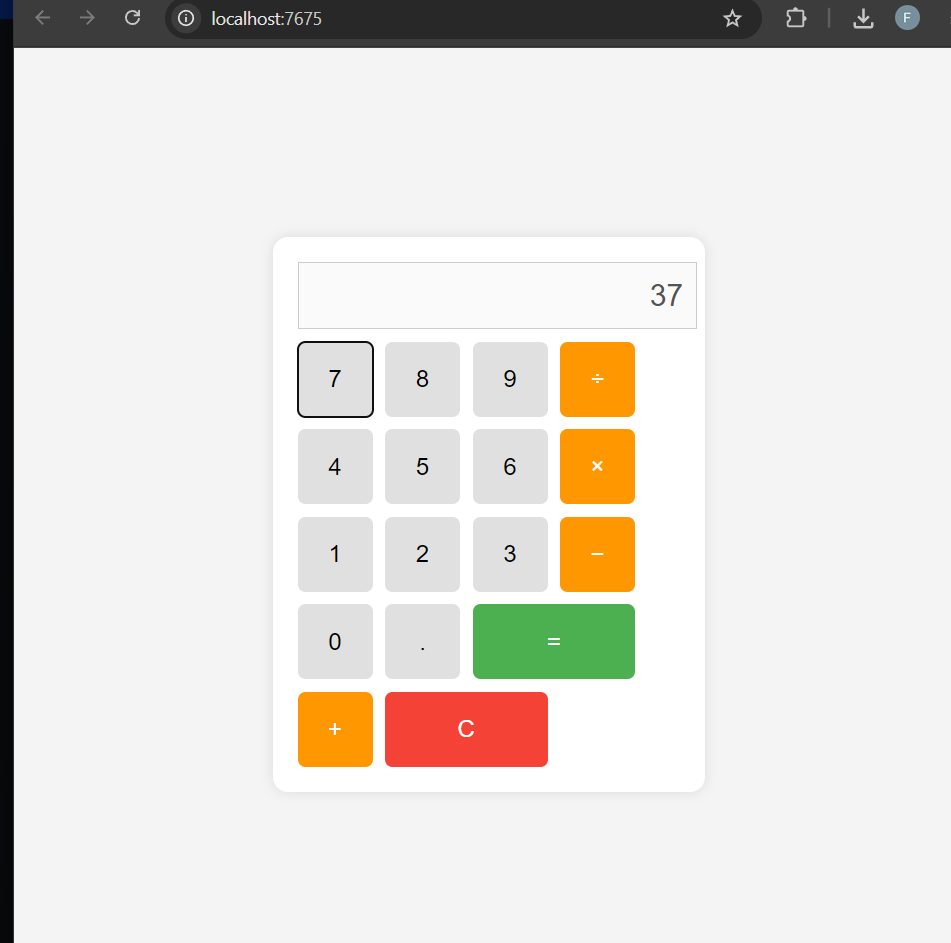 localhost:7675
F
37
7 8 9 ÷
4 5 6 ×
1 2 3 −
0 . =
+ C